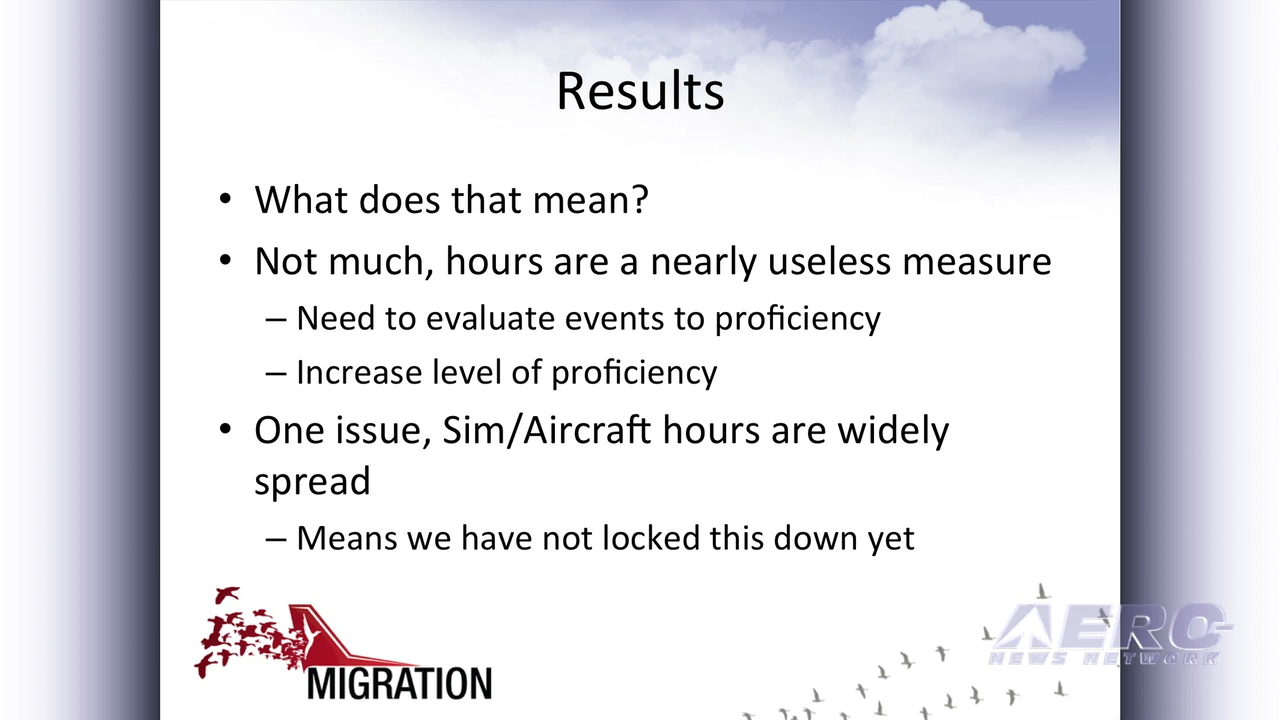 Results
• What does that mean?
• Not much, hours are a nearly useless measure
– Need to evaluate events to proficiency
– Increase level of proficiency
• One issue, Sim/Aircraft hours are widely
spread
– Means we have not locked this down yet
MIGRATION
AERO
NEWS NETWORK